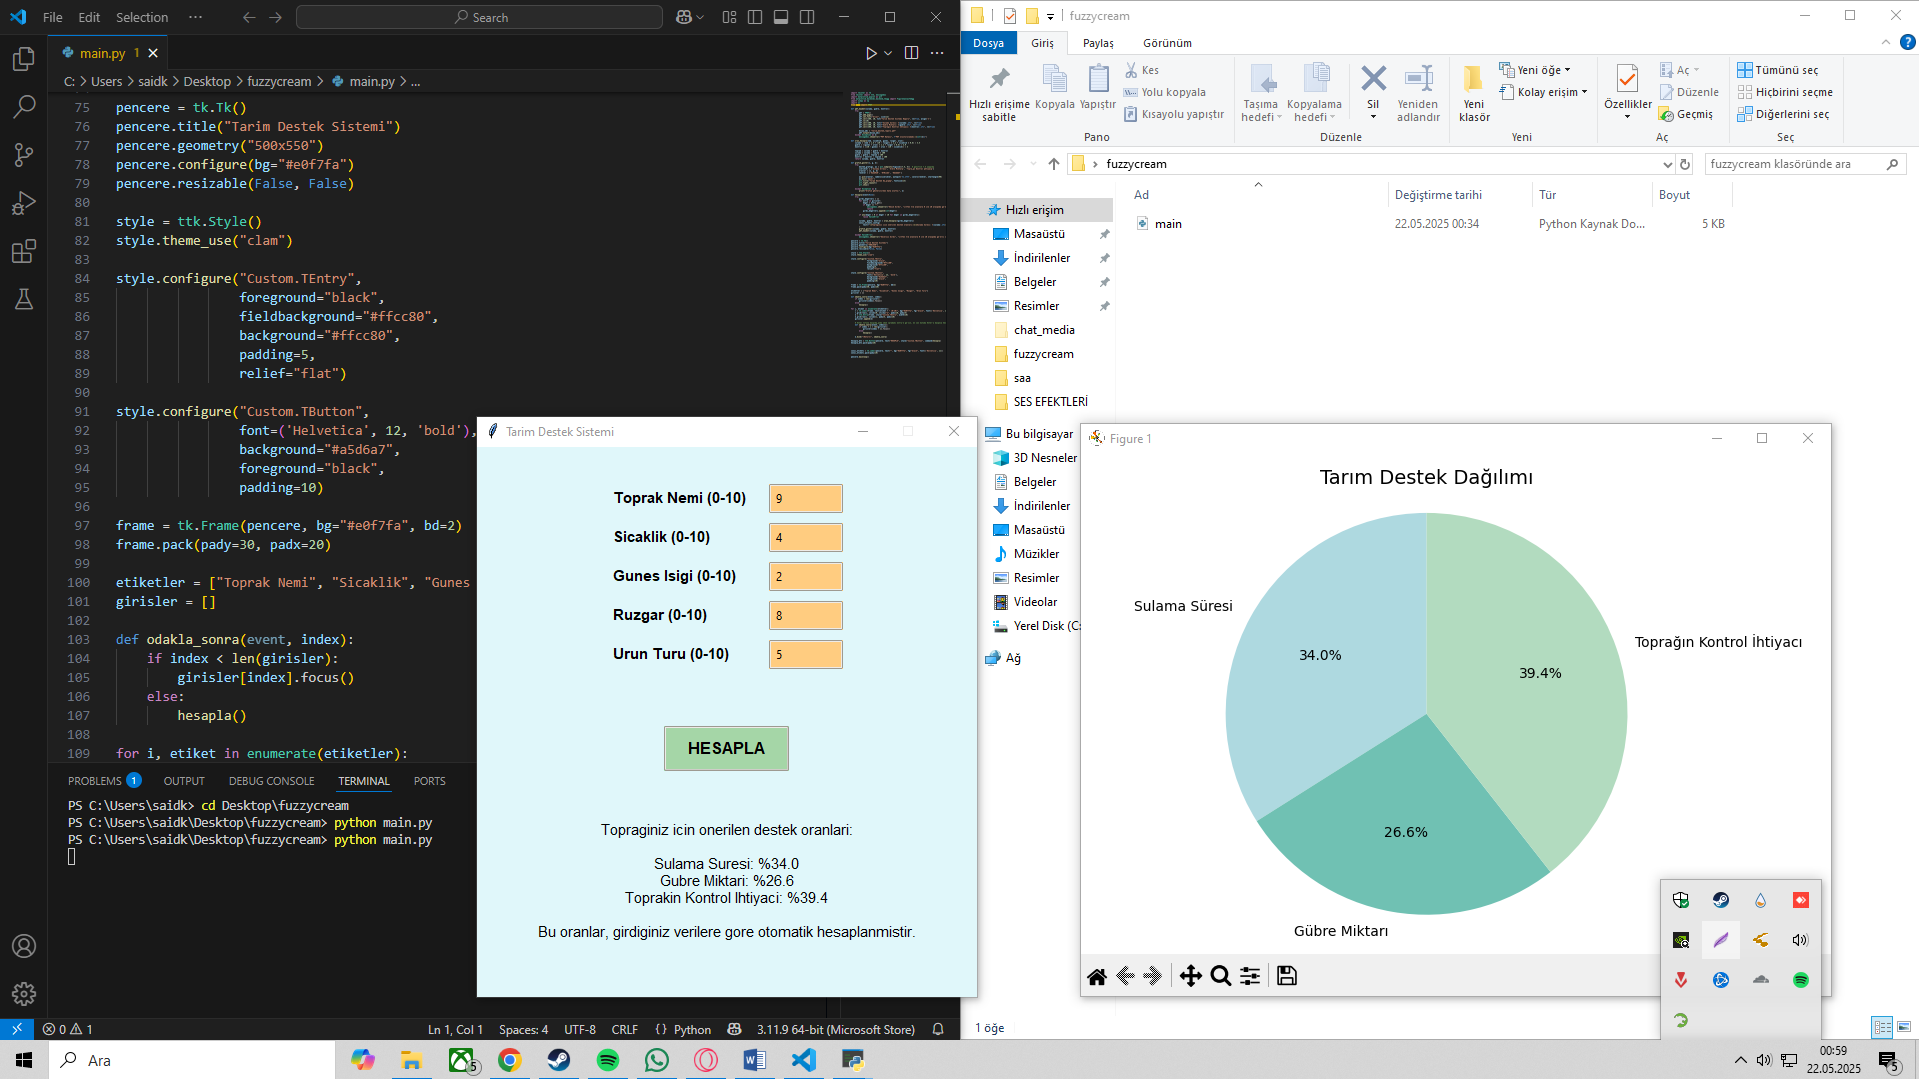 File Edit Selection ··· Search
main.py 1
C: > Users > saidk > Desktop > fuzzycream > main.py > ...
75 pencere = tk.Tk()
76 pencere.title("Tarim Destek Sistemi")
77 pencere.geometry("500x550")
78 pencere.configure(bg="#e0f7fa")
79 pencere.resizable(False, False)
80
81 style = ttk.Style()
82 style.theme_use("clam")
83
84 style.configure("Custom.TEntry",
85 foreground="black",
86 fieldbackground="#ffcc80",
87 background="#ffcc80",
88 padding=5,
89 relief="flat")
90
91 style.configure("Custom.TButton",
92 font=('Helvetica', 12, 'bold'),
93 background="#a5d6a7",
94 foreground="black",
95 padding=10)
96
97 frame = tk.Frame(pencere, bg="#e0f7fa", bd=2)
98 frame.pack(pady=30, padx=20)
99
100 etiketler = ["Toprak Nemi", "Sicaklik", "Gunes
101 girisler = []
102
103 def odakla_sonra(event, index):
104 if index < len(girisler):
105 girisler[index].focus()
106 else:
107 hesapla()
108
109 for i, etiket in enumerate(etiketler):
PROBLEMS 1 OUTPUT DEBUG CONSOLE TERMINAL PORTS
PS C:\Users\saidk> cd Desktop\fuzzycream
PS C:\Users\saidk\Desktop\fuzzycream> python main.py
PS C:\Users\saidk\Desktop\fuzzycream> python main.py
0 1 Ln 1, Col 1 Spaces: 4 UTF-8 CRLF {} Python 3.11.9 64-bit (Microsoft Store)
Tarim Destek Sistemi
Toprak Nemi (0-10) 9
Sicaklik (0-10) 4
Gunes Isigi (0-10) 2
Ruzgar (0-10) 8
Urun Turu (0-10) 5
HESAPLA
Topraginiz icin onerilen destek oranlari:
Sulama Suresi: %34.0
Gubre Miktari: %26.6
Toprakin Kontrol Ihtiyaci: %39.4
Bu oranlar, girdiginiz verilere gore otomatik hesaplanmistir.
fuzzycream
Dosya Giriş Paylaş Görünüm
Hızlı erişime sabitle
Kopyala
Yapıştır
Kes
Yolu kopyala
Kısayolu yapıştır
Pano
Taşıma hedefi
Kopyalama hedefi
Sil
Yeniden adlandır
Düzenle
Yeni klasör
Yeni öğe
Kolay erişim
Yeni
Özellikler
Aç
Düzenle
Geçmiş
Aç
Tümünü seç
Hiçbirini seçme
Diğerlerini seç
Seç
fuzzycream
fuzzycream klasöründe ara
Ad Değiştirme tarihi Tür Boyut
main 22.05.2025 00:34 Python Kaynak Do... 5 KB
Hızlı erişim
Masaüstü
İndirilenler
Belgeler
Resimler
chat_media
fuzzycream
saa
SES EFEKTLERİ
Bu bilgisayar
3D Nesneler
Belgeler
İndirilenler
Masaüstü
Müzikler
Resimler
Videolar
Yerel Disk (C:
Ağ
1 öğe
Figure 1
Tarım Destek Dağılımı
Sulama Süresi
34.0%
Toprağın Kontrol İhtiyacı
39.4%
26.6%
Gübre Miktarı
Ara
5
00:59
22.05.2025
5